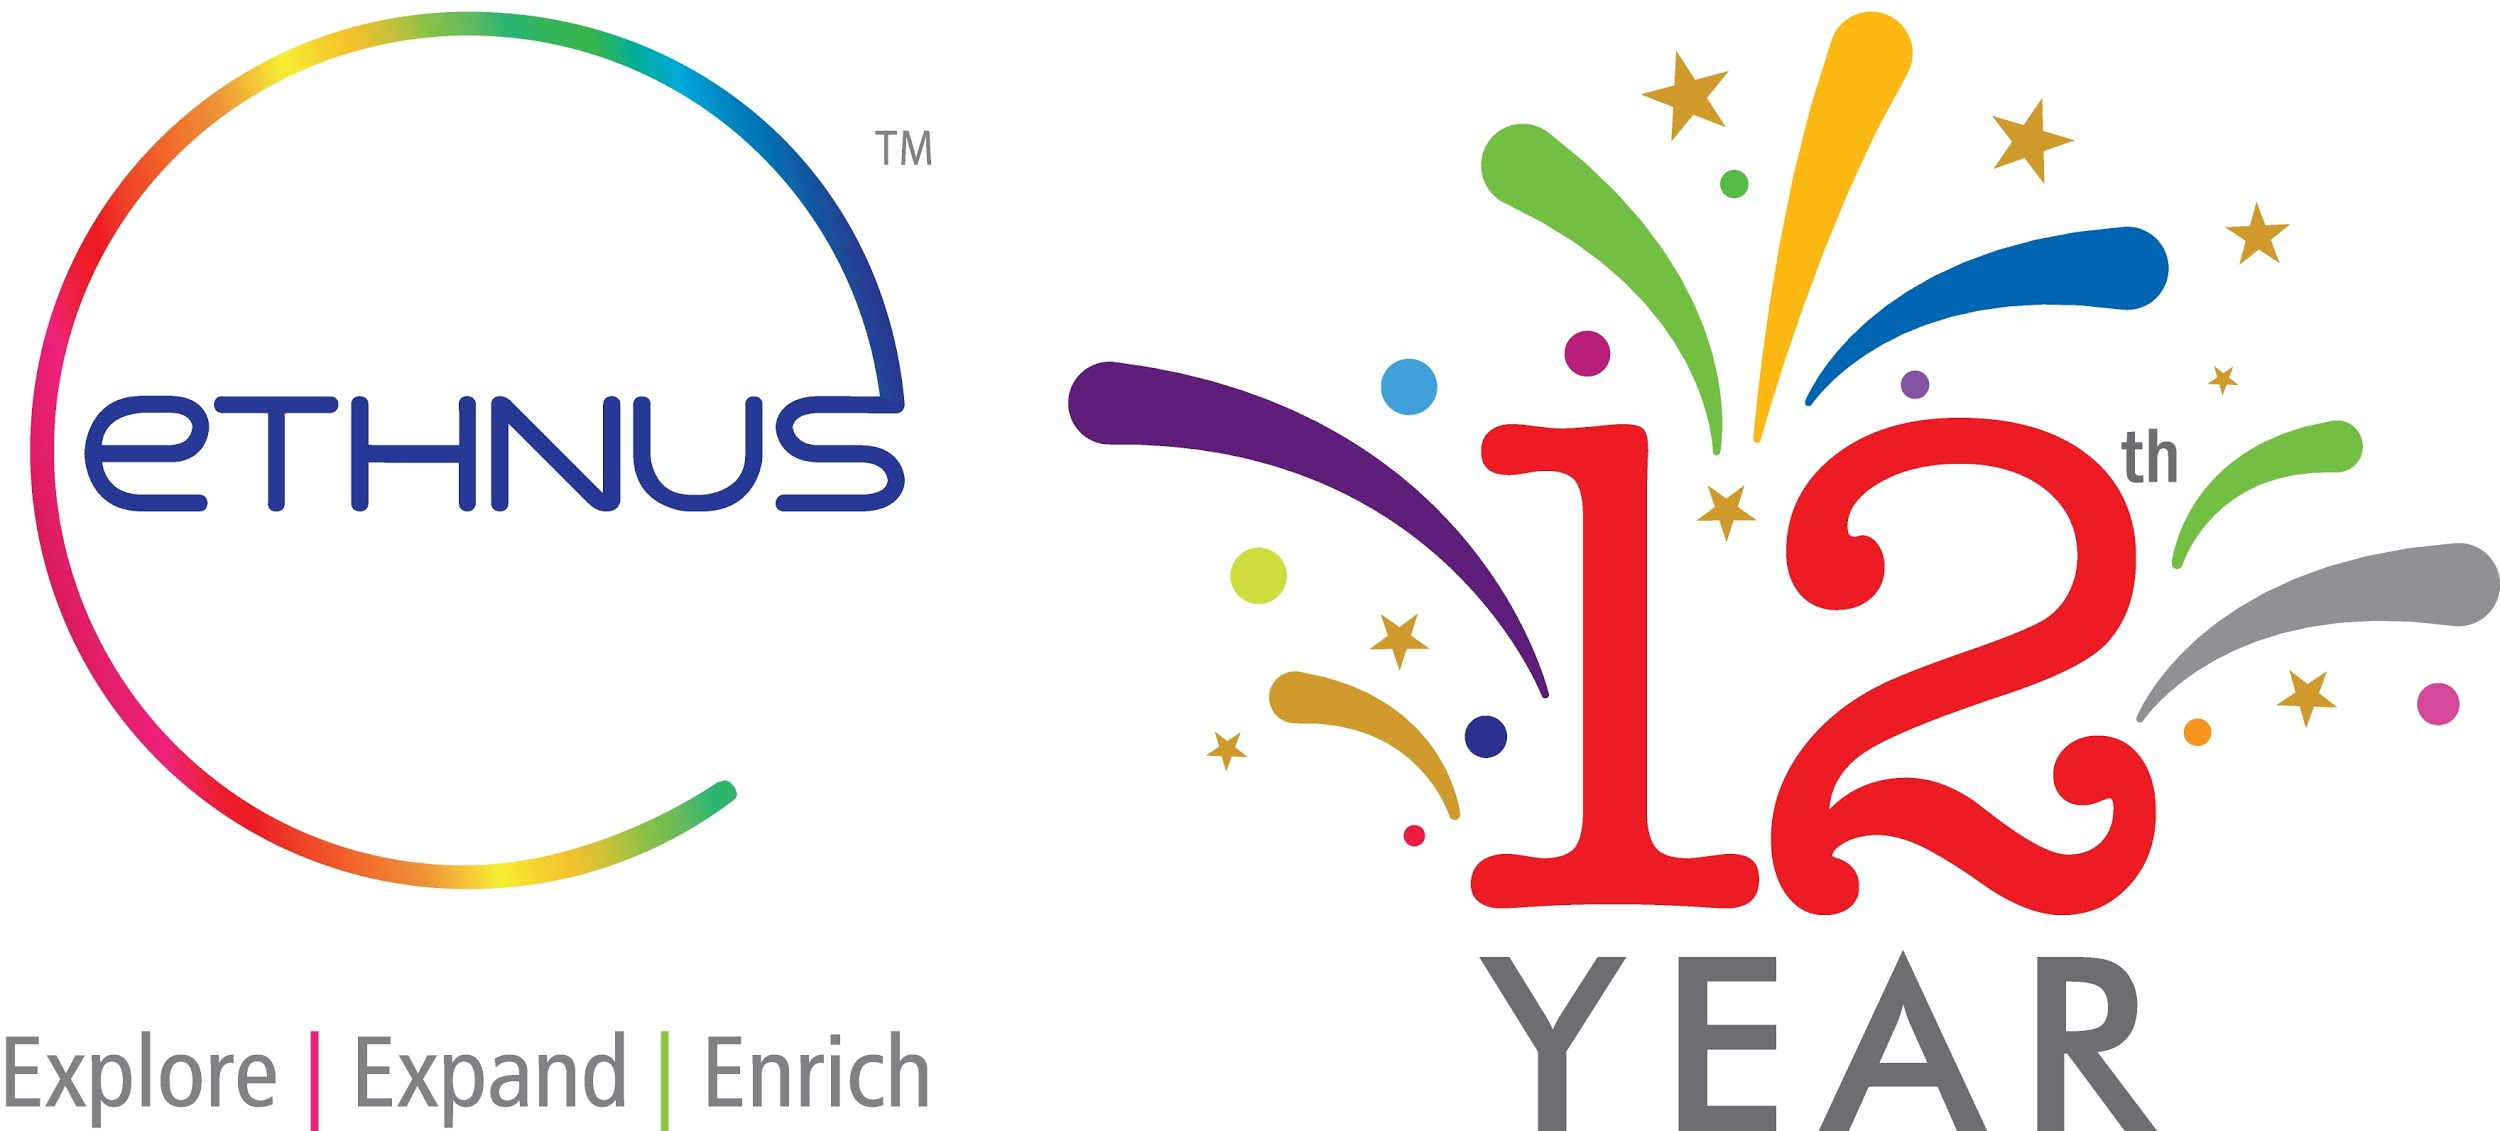 eTHNUS
TM
Explore | Expand | Enrich
12th
YEAR